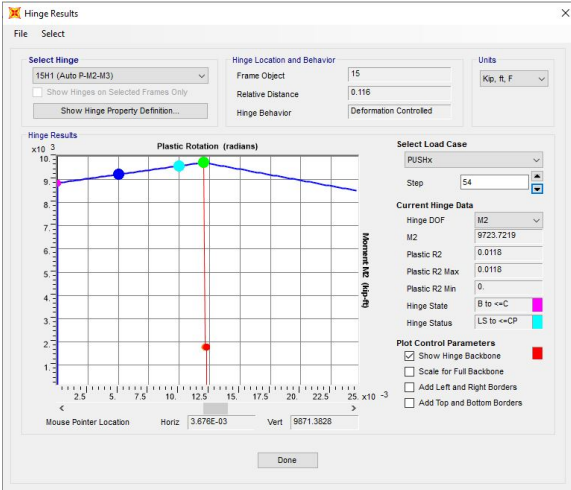 Hinge Results
File Select
Select Hinge
15H1 (Auto P-M2-M3)
Show Hinges on Selected Frames Only
Show Hinge Property Definition...
Hinge Location and Behavior
Frame Object 15
Relative Distance 0.116
Hinge Behavior Deformation Controlled
Units
Kip, ft, F
Hinge Results
x10 3
Plastic Rotation (radians)
10.
9.
8.
7.
6.
5.
4.
3.
2.
1.
Moment M2 (kip-ft)
2.5 5. 7.5 10. 12.5 15. 17.5 20. 22.5 25. x10 -3
Mouse Pointer Location Horiz 3.676E-03 Vert 9871.3828
Select Load Case
PUSHx
Step 54
Current Hinge Data
Hinge DOF M2
M2 9723.7219
Plastic R2 0.0118
Plastic R2 Max 0.0118
Plastic R2 Min 0.
Hinge State B to <=C
Hinge Status LS to <=CP
Plot Control Parameters
Show Hinge Backbone
Scale for Full Backbone
Add Left and Right Borders
Add Top and Bottom Borders
Done